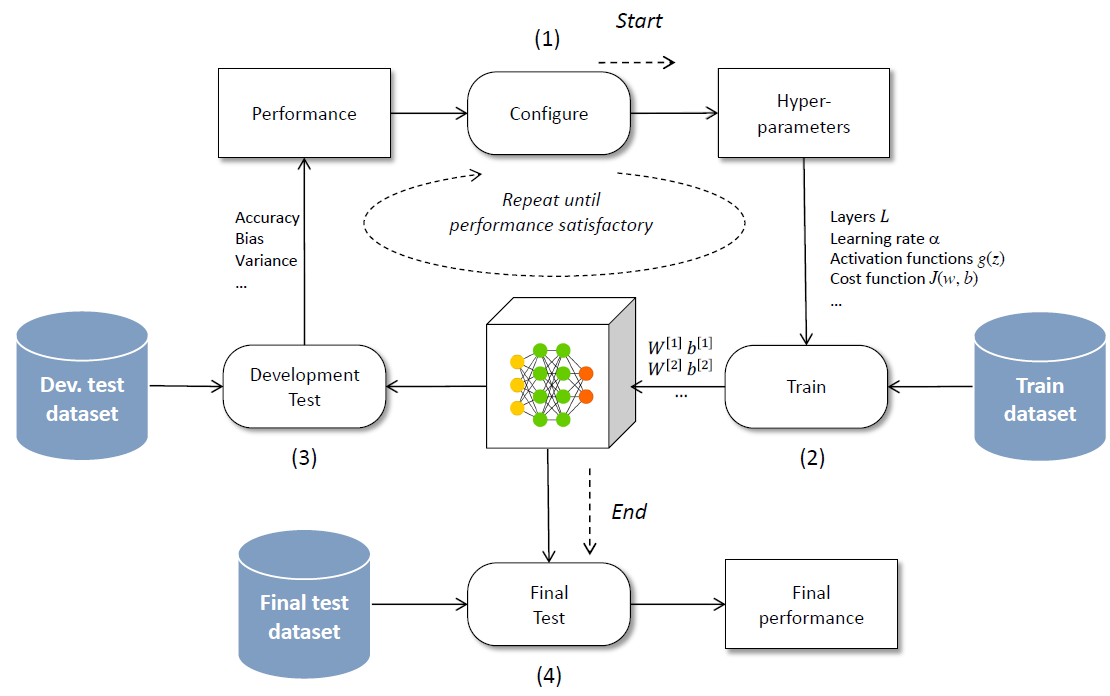 Start
(1)
Performance
Configure
Hyper-
parameters
Repeat until
performance satisfactory
Accuracy
Bias
Variance
...
Layers L
Learning rate α
Activation functions g(z)
Cost function J(w, b)
...
Dev. test
dataset
Development
Test
(3)
W[1] b[1]
W[2] b[2]
...
Train
(2)
Train
dataset
End
Final test
dataset
Final
Test
(4)
Final
performance